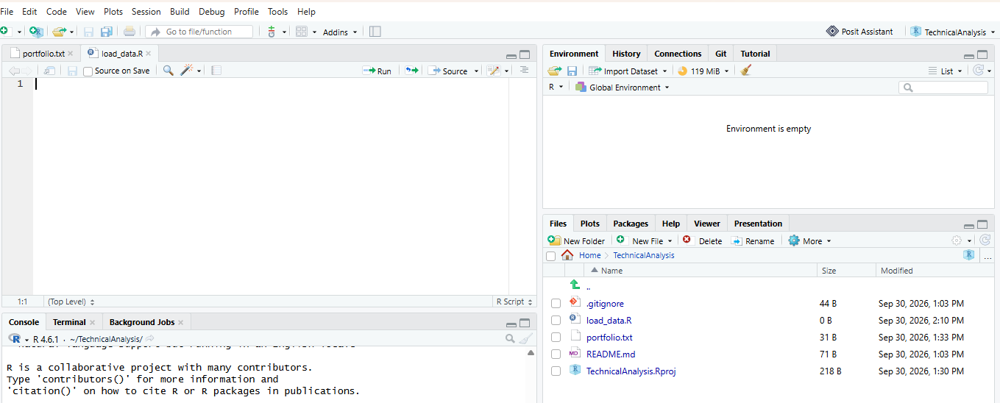 File Edit Code View Plots Session Build Debug Profile Tools Help
Go to file/function Addins Posit Assistant TechnicalAnalysis
portfolio.txt load_data.R
Source on Save Run Source
1
1:1 (Top Level) R Script
Console Terminal Background Jobs
R 4.6.1 · ~/TechnicalAnalysis/
R is a collaborative project with many contributors.
Type 'contributors()' for more information and
'citation()' on how to cite R or R packages in publications.
Environment History Connections Git Tutorial
Import Dataset 119 MiB List
R Global Environment
Environment is empty
Files Plots Packages Help Viewer Presentation
New Folder New File Delete Rename More
Home TechnicalAnalysis ...
Name Size Modified
..
.gitignore 44 B Sep 30, 2026, 1:03 PM
load_data.R 0 B Sep 30, 2026, 2:10 PM
portfolio.txt 31 B Sep 30, 2026, 1:33 PM
README.md 71 B Sep 30, 2026, 1:03 PM
TechnicalAnalysis.Rproj 218 B Sep 30, 2026, 1:30 PM